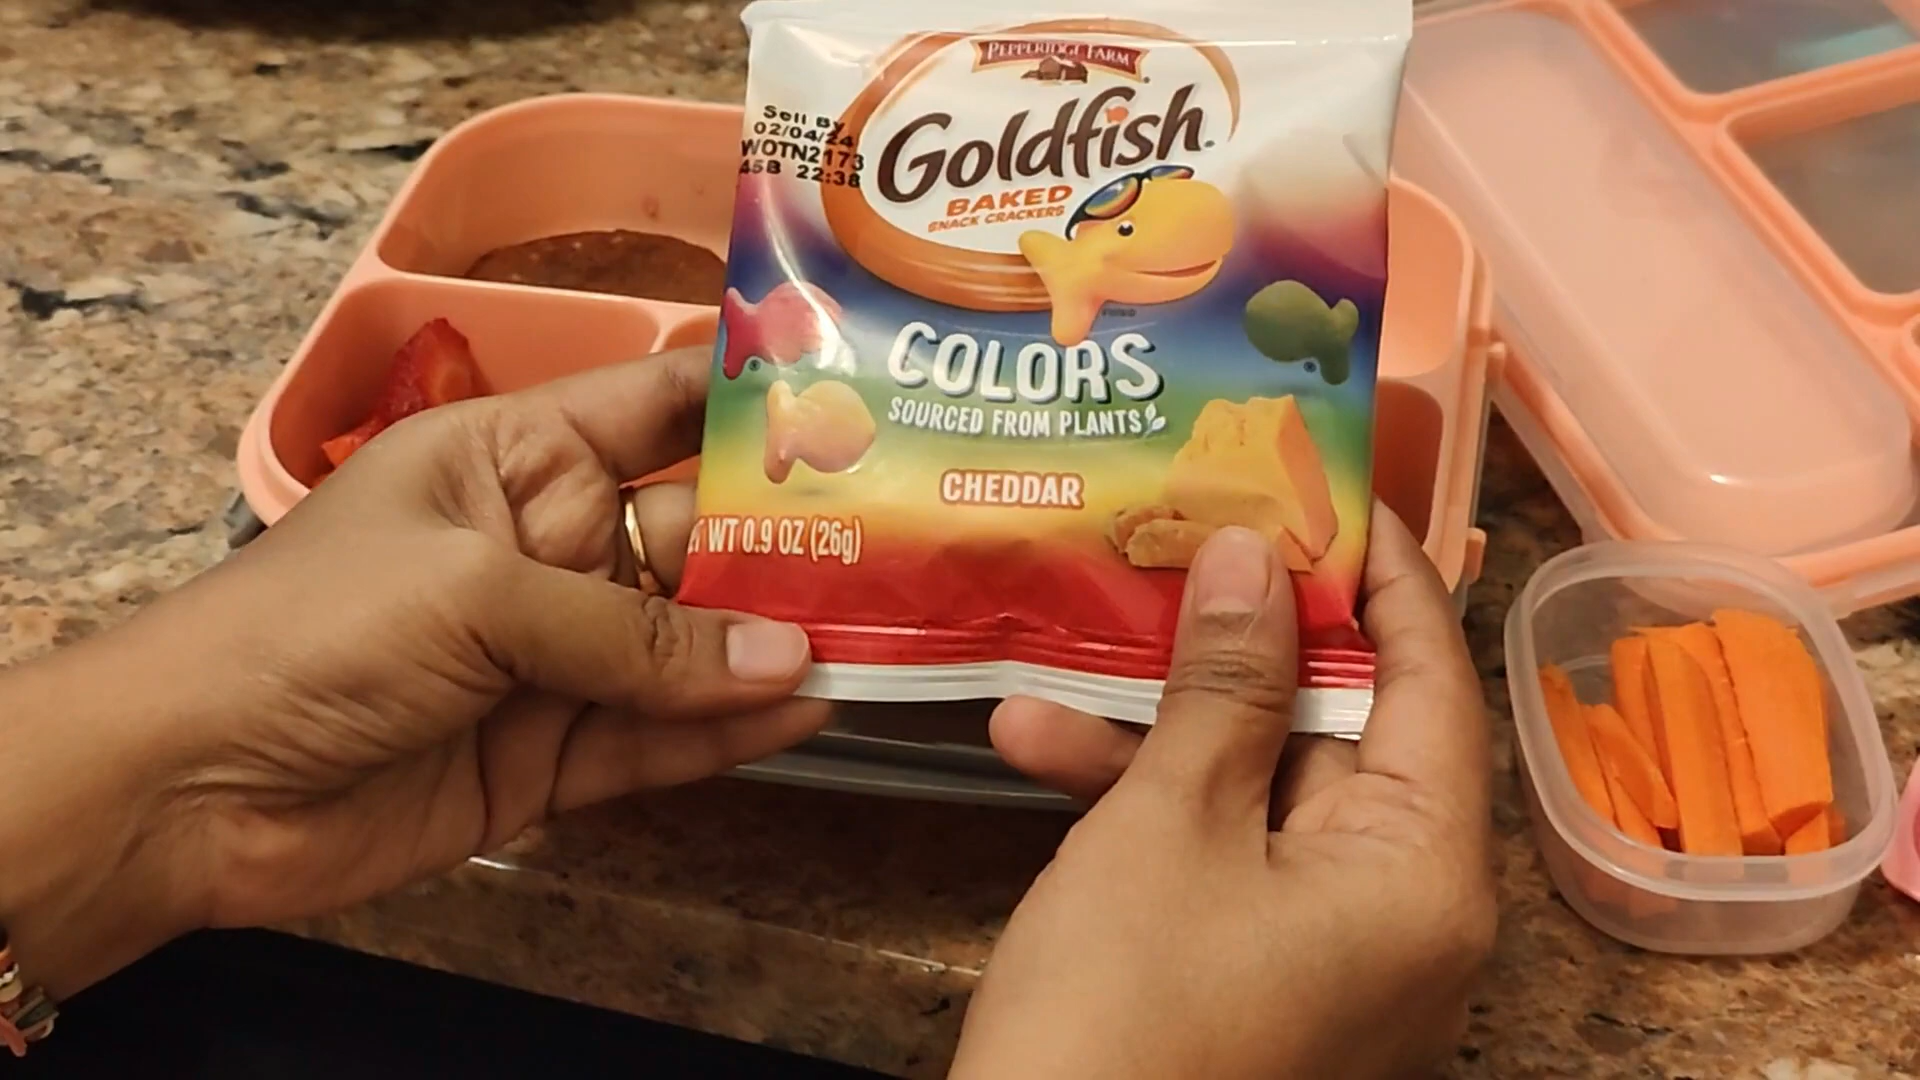 PEPPERIDGE FARM
Goldfish
BAKED
SNACK CRACKERS
Sell By
02/04/24
WOTN2173
45B 22:38
COLORS
SOURCED FROM PLANTS
CHEDDAR
WT 0.9 OZ (26g)